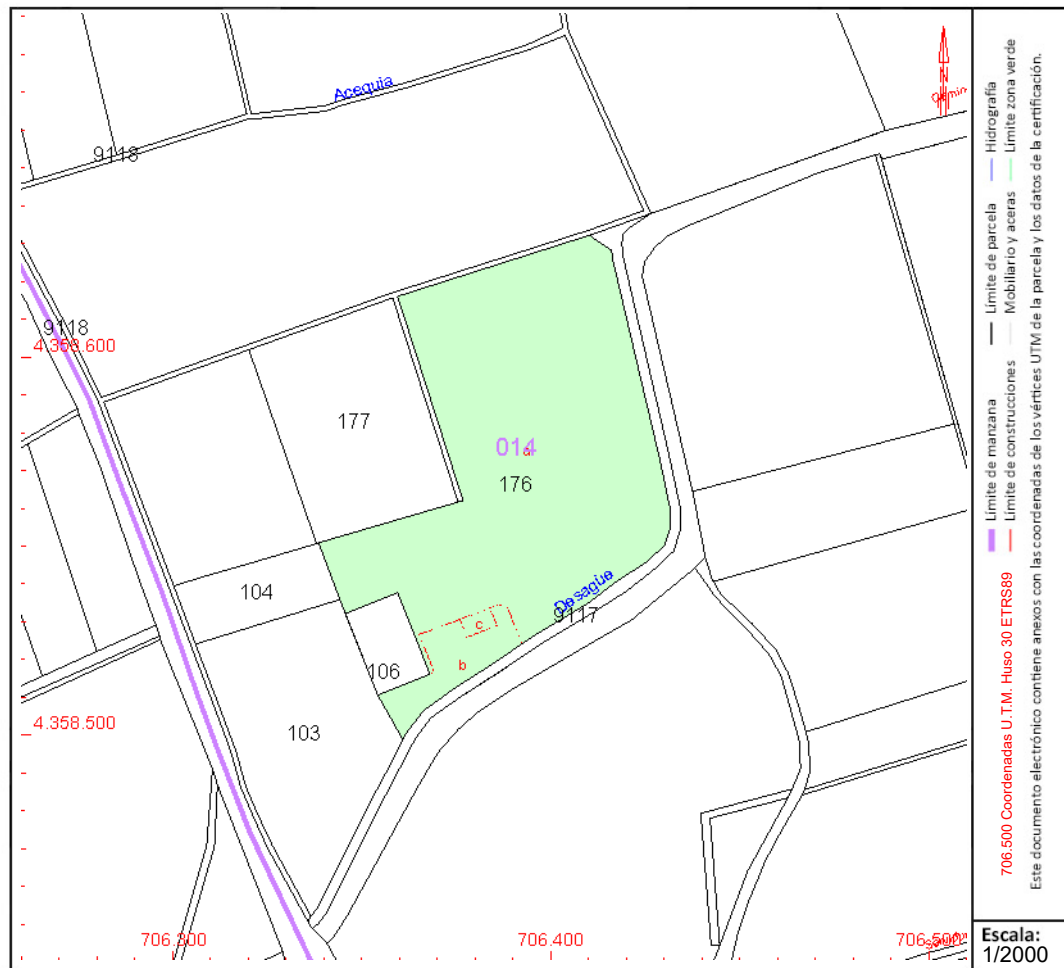 Acequia
9118
9118
4.358.600
177
014
a
176
104
Desagüe
9117
c
b
106
103
4.358.500
706.300
706.400
706.500
N
Límite de manzana
Límite de parcela
Hidrografía
Límite de construcciones
Mobiliario y aceras
Límite zona verde
706.500 Coordenadas U.T.M. Huso 30 ETRS89
Este documento electrónico contiene anexos con las coordenadas de los vértices UTM de la parcela y los datos de la certificación.
Escala:
1/2000